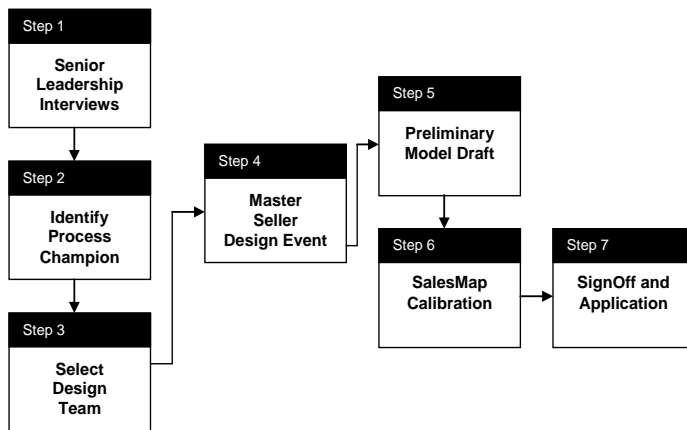 Step 1
Senior
Leadership
Interviews
Step 2
Identify
Process
Champion
Step 3
Select
Design
Team
Step 4
Master
Seller
Design Event
Step 5
Preliminary
Model Draft
Step 6
SalesMap
Calibration
Step 7
SignOff and
Application